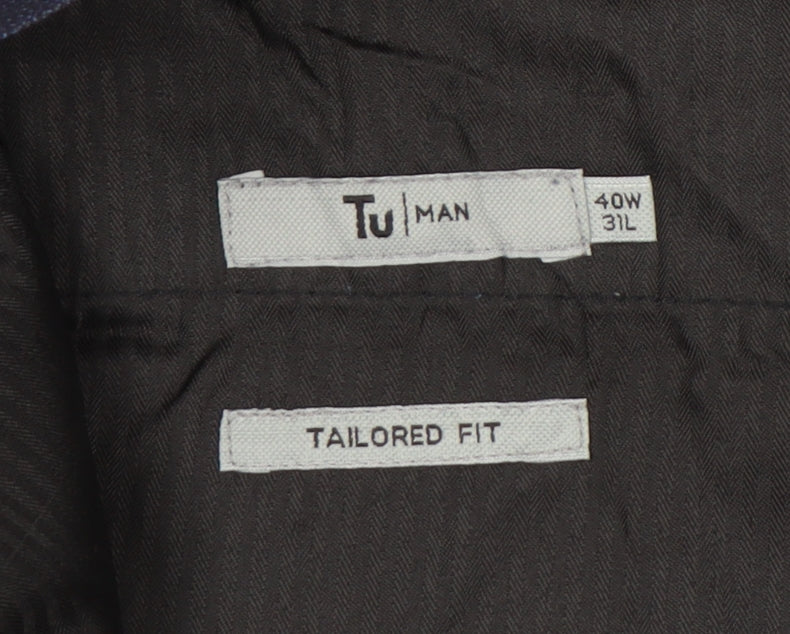 Tu | MAN
40W
31L
TAILORED FIT